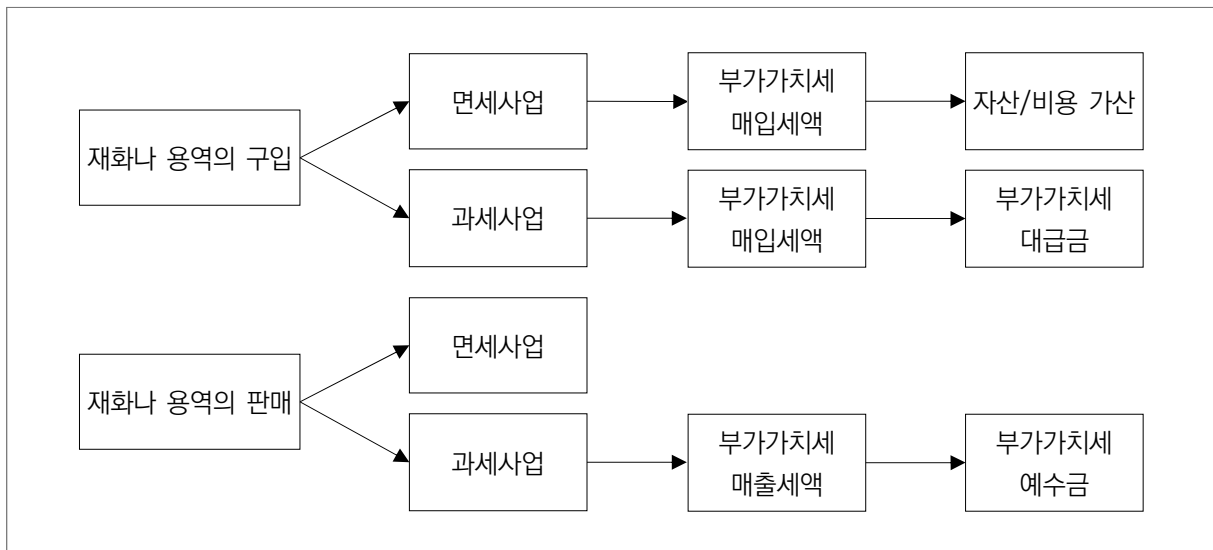 재화나 용역의 구입
면세사업
부가가치세
매입세액
자산/비용 가산
과세사업
부가가치세
매입세액
부가가치세
대급금
재화나 용역의 판매
면세사업
과세사업
부가가치세
매출세액
부가가치세
예수금